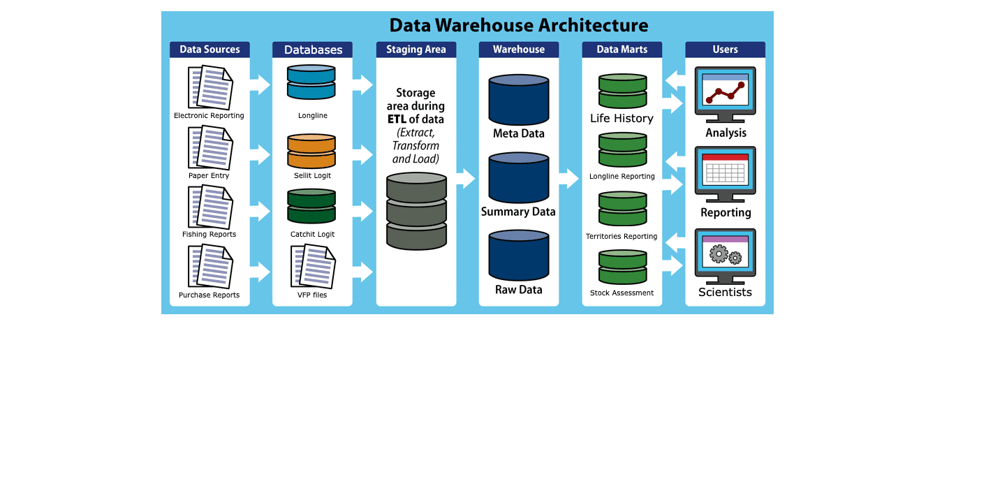 Data Warehouse Architecture
Data Sources
Electronic Reporting
Paper Entry
Fishing Reports
Purchase Reports
Databases
Longline
Sellit Logit
Catchit Logit
VFP files
Staging Area
Storage
area during
ETL of data
(Extract,
Transform
and Load)
Warehouse
Meta Data
Summary Data
Raw Data
Data Marts
Life History
Longline Reporting
Territories Reporting
Stock Assessment
Users
Analysis
Reporting
Scientists